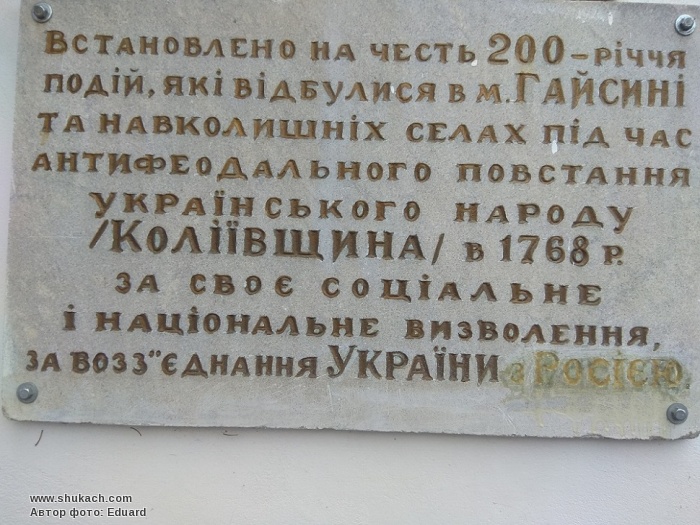 Встановлено на честь 200-річчя
подій, які відбулися в м. Гайсині
та навколишніх селах під час
антифеодального повстання
українського народу
/Коліївщина/ в 1768 р.
за своє соціальне
і національне визволення,
за возз"єднання України з Росією.
www.shukach.com
Автор фото: Eduard